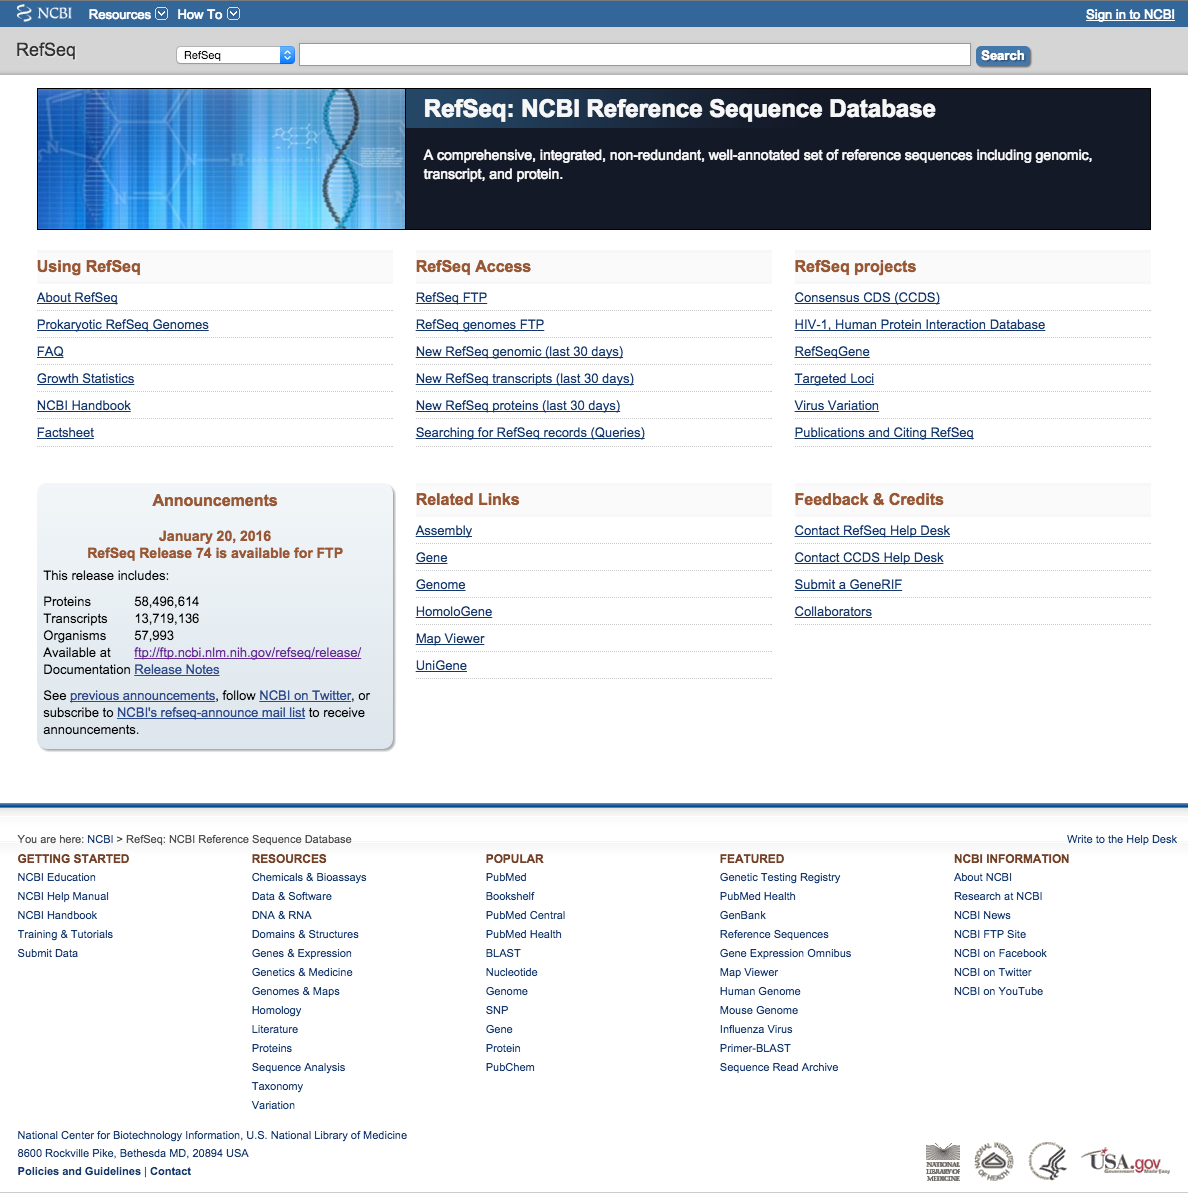 NCBI Resources How To Sign in to NCBI
RefSeq RefSeq Search
RefSeq: NCBI Reference Sequence Database
A comprehensive, integrated, non-redundant, well-annotated set of reference sequences including genomic,
transcript, and protein.
Using RefSeq
About RefSeq
Prokaryotic RefSeq Genomes
FAQ
Growth Statistics
NCBI Handbook
Factsheet
RefSeq Access
RefSeq FTP
RefSeq genomes FTP
New RefSeq genomic (last 30 days)
New RefSeq transcripts (last 30 days)
New RefSeq proteins (last 30 days)
Searching for RefSeq records (Queries)
RefSeq projects
Consensus CDS (CCDS)
HIV-1, Human Protein Interaction Database
RefSeqGene
Targeted Loci
Virus Variation
Publications and Citing RefSeq
Announcements
January 20, 2016
RefSeq Release 74 is available for FTP
This release includes:
Proteins 58,496,614
Transcripts 13,719,136
Organisms 57,993
Available at ftp://ftp.ncbi.nlm.nih.gov/refseq/release/
Documentation Release Notes
See previous announcements, follow NCBI on Twitter, or
subscribe to NCBI's refseq-announce mail list to receive
announcements.
Related Links
Assembly
Gene
Genome
HomoloGene
Map Viewer
UniGene
Feedback & Credits
Contact RefSeq Help Desk
Contact CCDS Help Desk
Submit a GeneRIF
Collaborators
You are here: NCBI > RefSeq: NCBI Reference Sequence Database Write to the Help Desk
GETTING STARTED
NCBI Education
NCBI Help Manual
NCBI Handbook
Training & Tutorials
Submit Data
RESOURCES
Chemicals & Bioassays
Data & Software
DNA & RNA
Domains & Structures
Genes & Expression
Genetics & Medicine
Genomes & Maps
Homology
Literature
Proteins
Sequence Analysis
Taxonomy
Variation
POPULAR
PubMed
Bookshelf
PubMed Central
PubMed Health
BLAST
Nucleotide
Genome
SNP
Gene
Protein
PubChem
FEATURED
Genetic Testing Registry
PubMed Health
GenBank
Reference Sequences
Gene Expression Omnibus
Map Viewer
Human Genome
Mouse Genome
Influenza Virus
Primer-BLAST
Sequence Read Archive
NCBI INFORMATION
About NCBI
Research at NCBI
NCBI News
NCBI FTP Site
NCBI on Facebook
NCBI on Twitter
NCBI on YouTube
National Center for Biotechnology Information, U.S. National Library of Medicine
8600 Rockville Pike, Bethesda MD, 20894 USA
Policies and Guidelines | Contact
NATIONAL
LIBRARY OF
MEDICINE
NATIONAL INSTITUTES
OF HEALTH
USA.gov
Government Made Easy